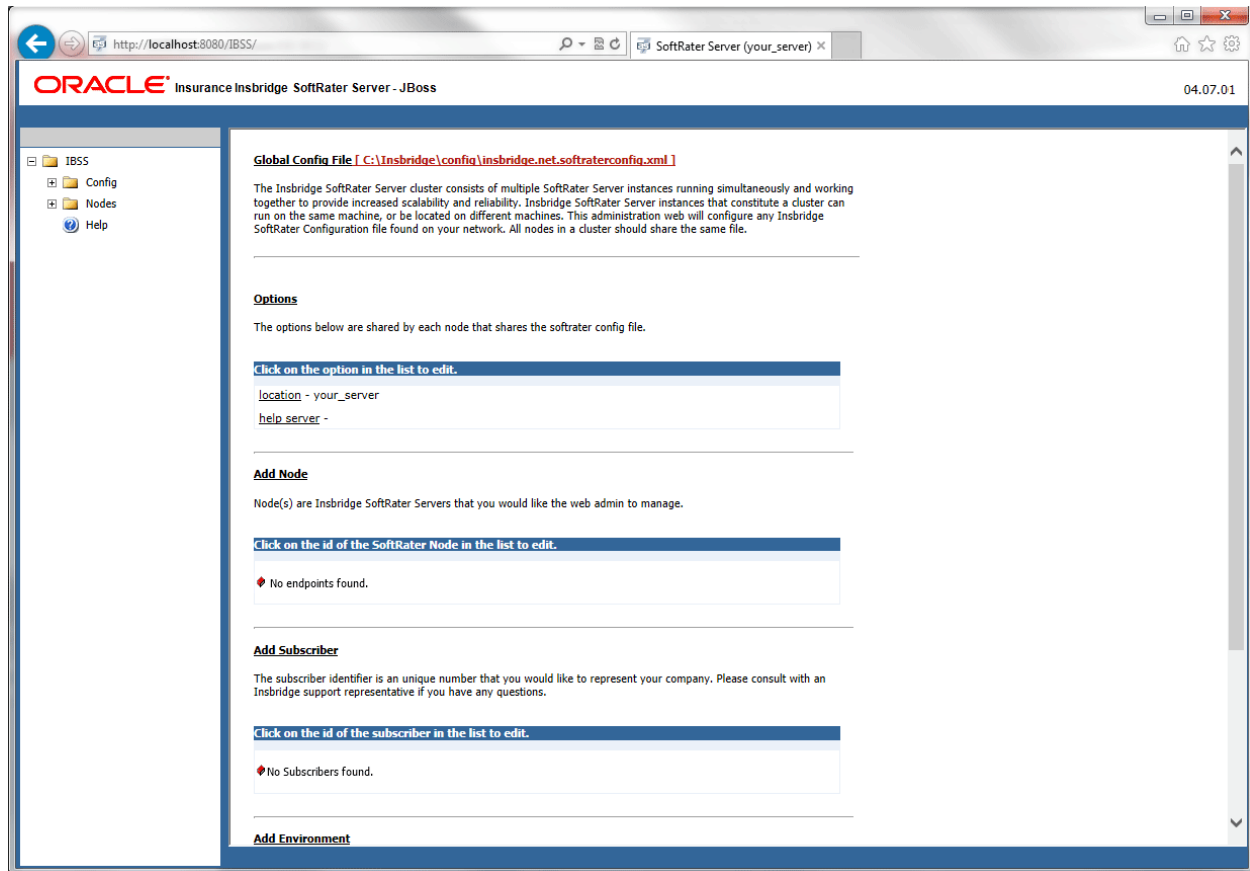 http://localhost:8080/IBSS/
SoftRater Server (your_server)
ORACLE Insurance Insbridge SoftRater Server - JBoss
04.07.01
IBSS
Config
Nodes
Help
Global Config File [ C:\Insbridge\config\insbridge.net.softraterconfig.xml ]
The Insbridge SoftRater Server cluster consists of multiple SoftRater Server instances running simultaneously and working
together to provide increased scalability and reliability. Insbridge SoftRater Server instances that constitute a cluster can
run on the same machine, or be located on different machines. This administration web will configure any Insbridge
SoftRater Configuration file found on your network. All nodes in a cluster should share the same file.
Options
The options below are shared by each node that shares the softrater config file.
Click on the option in the list to edit.
location - your_server
help server -
Add Node
Node(s) are Insbridge SoftRater Servers that you would like the web admin to manage.
Click on the id of the SoftRater Node in the list to edit.
No endpoints found.
Add Subscriber
The subscriber identifier is an unique number that you would like to represent your company. Please consult with an
Insbridge support representative if you have any questions.
Click on the id of the subscriber in the list to edit.
No Subscribers found.
Add Environment